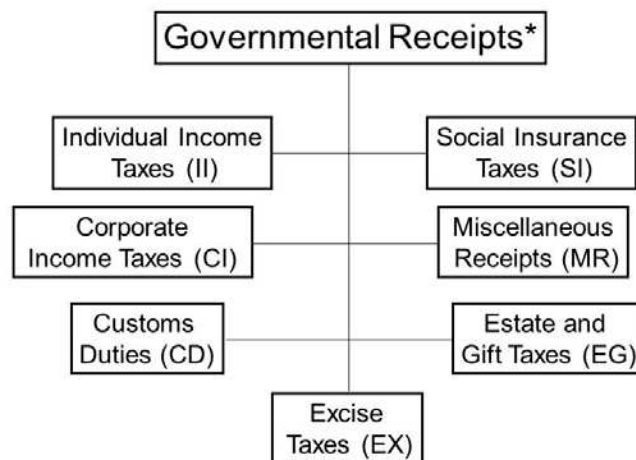 Governmental Receipts*
Individual Income
Taxes (II)
Social Insurance
Taxes (SI)
Corporate
Income Taxes (CI)
Miscellaneous
Receipts (MR)
Customs
Duties (CD)
Estate and
Gift Taxes (EG)
Excise
Taxes (EX)